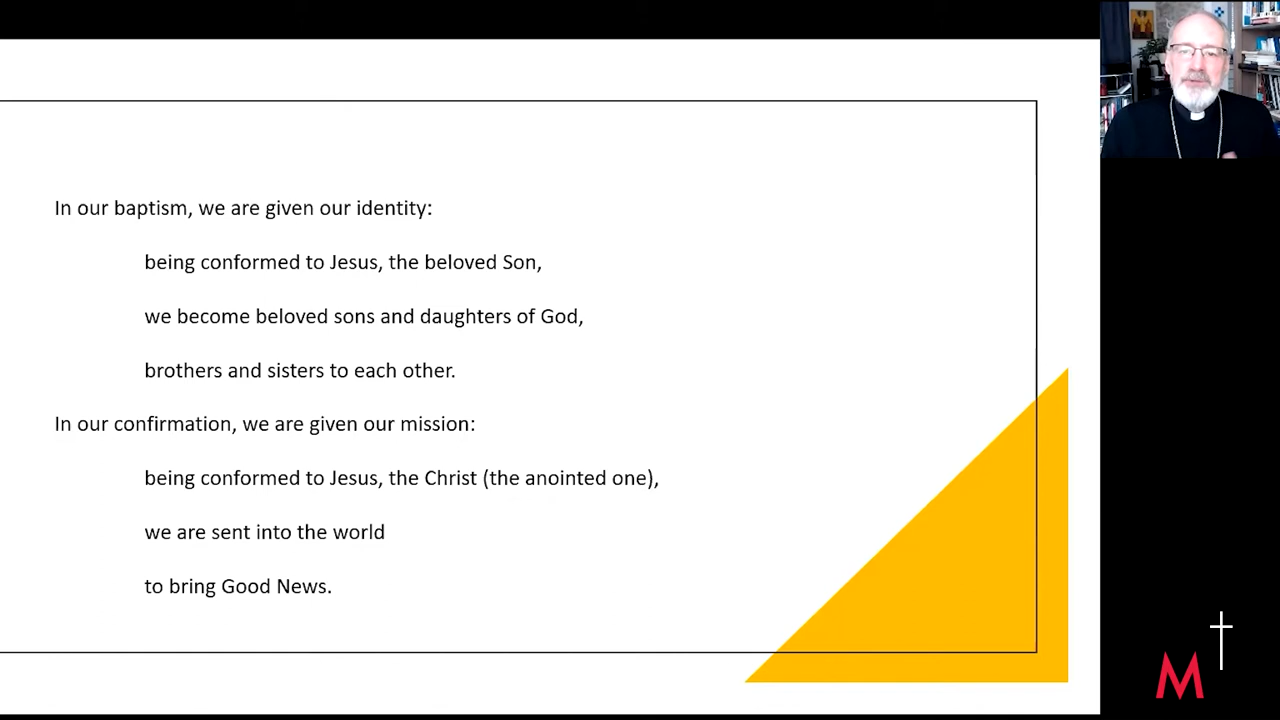 In our baptism, we are given our identity:
being conformed to Jesus, the beloved Son,
we become beloved sons and daughters of God,
brothers and sisters to each other.
In our confirmation, we are given our mission:
being conformed to Jesus, the Christ (the anointed one),
we are sent into the world
to bring Good News.
M